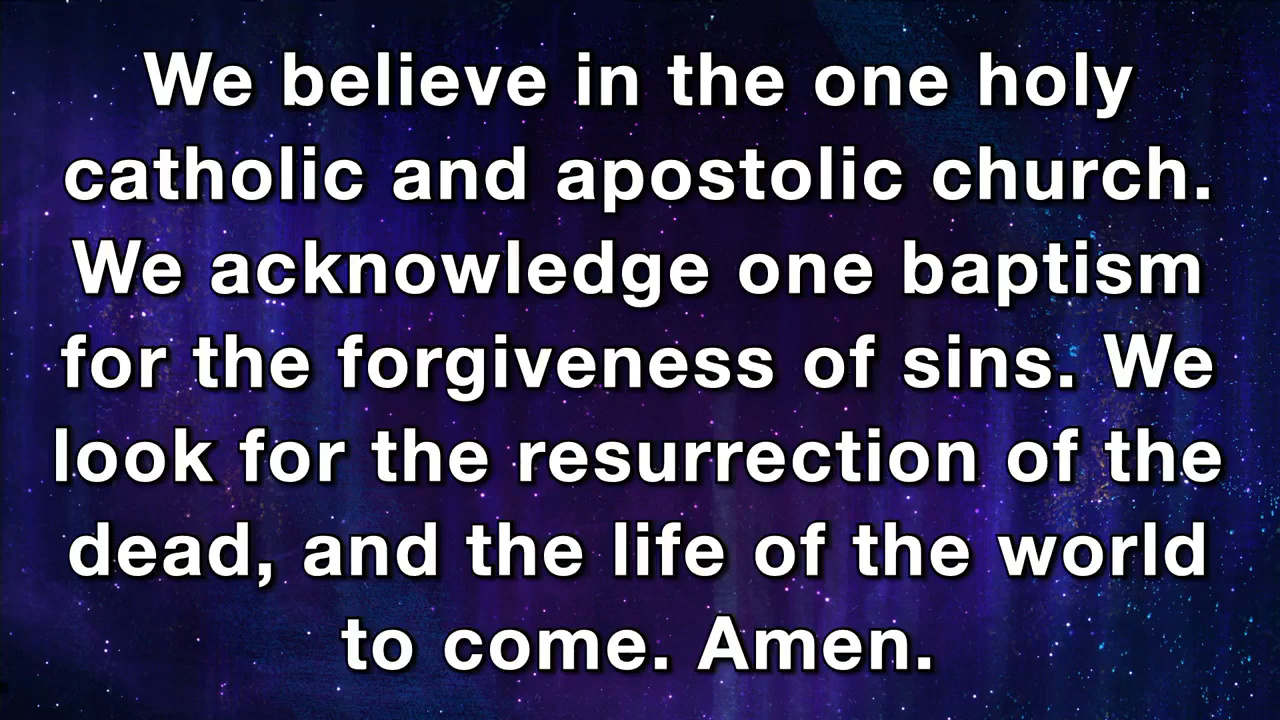 We believe in the one holy
catholic and apostolic church.
We acknowledge one baptism
for the forgiveness of sins. We
look for the resurrection of the
dead, and the life of the world
to come. Amen.